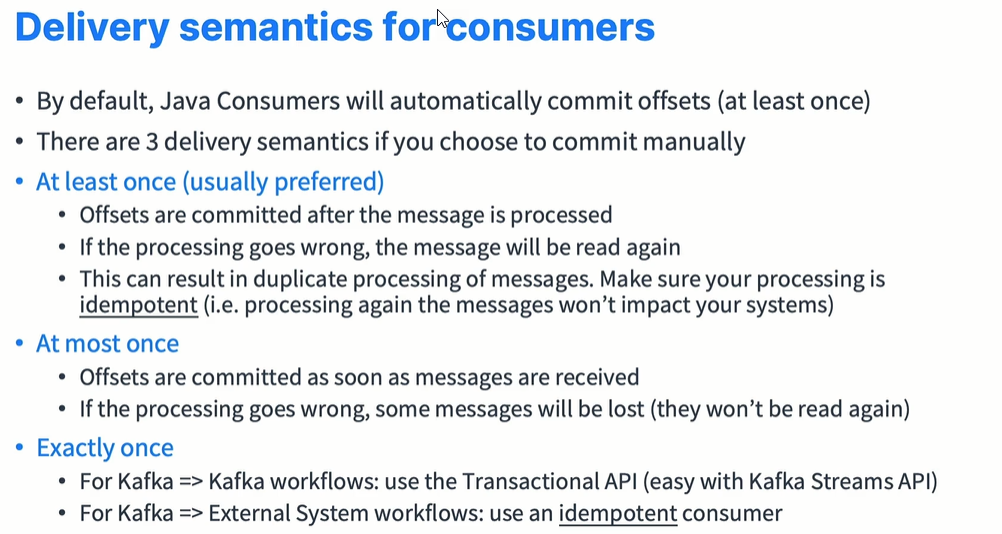 Delivery semantics for consumers
• By default, Java Consumers will automatically commit offsets (at least once)
• There are 3 delivery semantics if you choose to commit manually
• At least once (usually preferred)
• Offsets are committed after the message is processed
• If the processing goes wrong, the message will be read again
• This can result in duplicate processing of messages. Make sure your processing is
idempotent (i.e. processing again the messages won’t impact your systems)
• At most once
• Offsets are committed as soon as messages are received
• If the processing goes wrong, some messages will be lost (they won’t be read again)
• Exactly once
• For Kafka => Kafka workflows: use the Transactional API (easy with Kafka Streams API)
• For Kafka => External System workflows: use an idempotent consumer